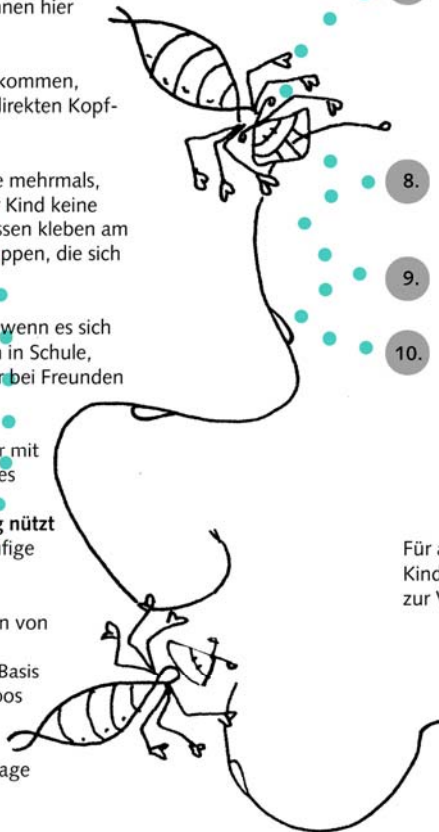 nnen hier
kommen,
direkten Kopf-
e mehrmals,
Kind keine
ssen kleben am
ppen, die sich
wenn es sich
in Schule,
bei Freunden
r mit
es
g nützt
fige
n von
Basis
oos
age
8.
9.
10.
Für
Kind
zur